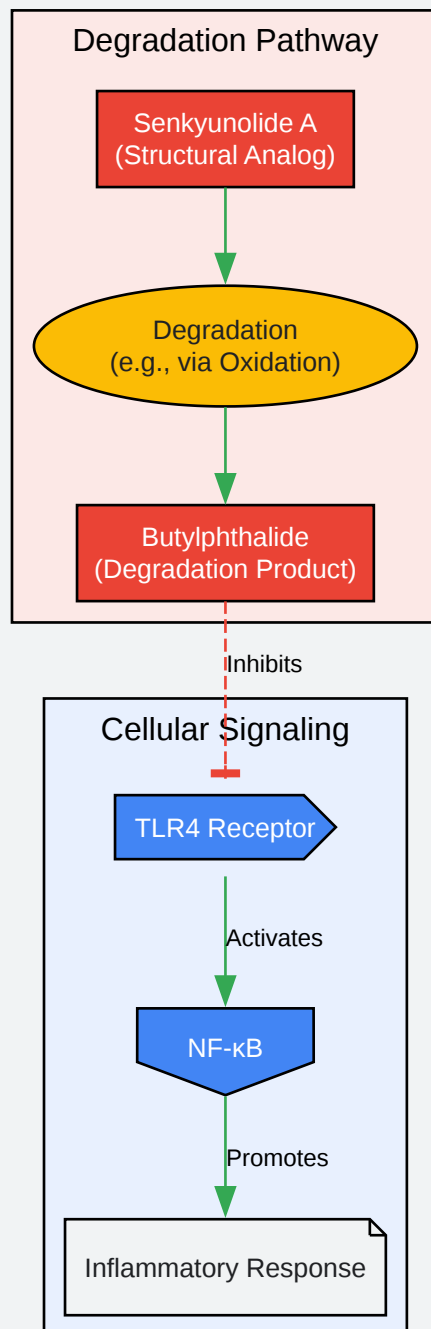 Degradation Pathway
Senkyunolide A
(Structural Analog)
Degradation
(e.g., via Oxidation)
Butylphthalide
(Degradation Product)
Inhibits
Cellular Signaling
TLR4 Receptor
Activates
NF-κB
Promotes
Inflammatory Response